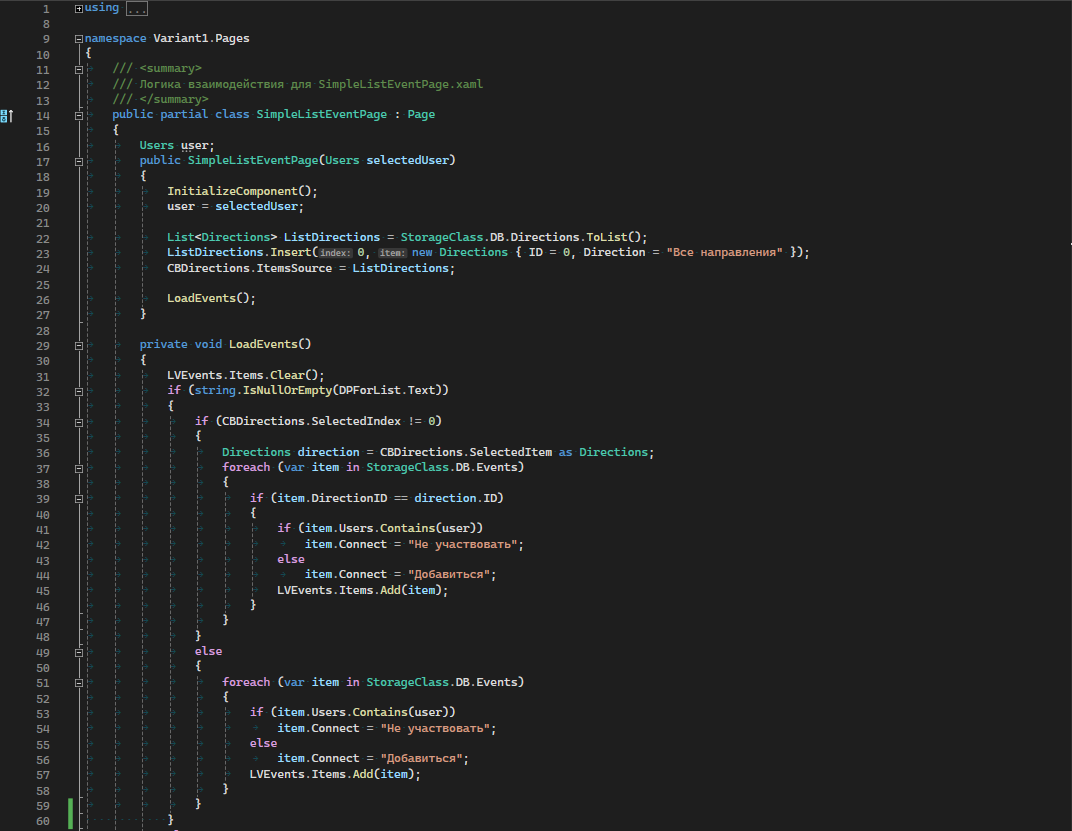 1 using ...
8
9 namespace Variant1.Pages
10 {
11 /// <summary>
12 /// Логика взаимодействия для SimpleListEventPage.xaml
13 /// </summary>
14 public partial class SimpleListEventPage : Page
15 {
16 Users user;
17 public SimpleListEventPage(Users selectedUser)
18 {
19 InitializeComponent();
20 user = selectedUser;
21
22 List<Directions> ListDirections = StorageClass.DB.Directions.ToList();
23 ListDirections.Insert(index: 0, item: new Directions { ID = 0, Direction = "Все направления" });
24 CBDirections.ItemsSource = ListDirections;
25
26 LoadEvents();
27 }
28
29 private void LoadEvents()
30 {
31 LVEvents.Items.Clear();
32 if (string.IsNullOrEmpty(DPForList.Text))
33 {
34 if (CBDirections.SelectedIndex != 0)
35 {
36 Directions direction = CBDirections.SelectedItem as Directions;
37 foreach (var item in StorageClass.DB.Events)
38 {
39 if (item.DirectionID == direction.ID)
40 {
41 if (item.Users.Contains(user))
42 item.Connect = "Не участвовать";
43 else
44 item.Connect = "Добавиться";
45 LVEvents.Items.Add(item);
46 }
47 }
48 }
49 else
50 {
51 foreach (var item in StorageClass.DB.Events)
52 {
53 if (item.Users.Contains(user))
54 item.Connect = "Не участвовать";
55 else
56 item.Connect = "Добавиться";
57 LVEvents.Items.Add(item);
58 }
59 }
60 }